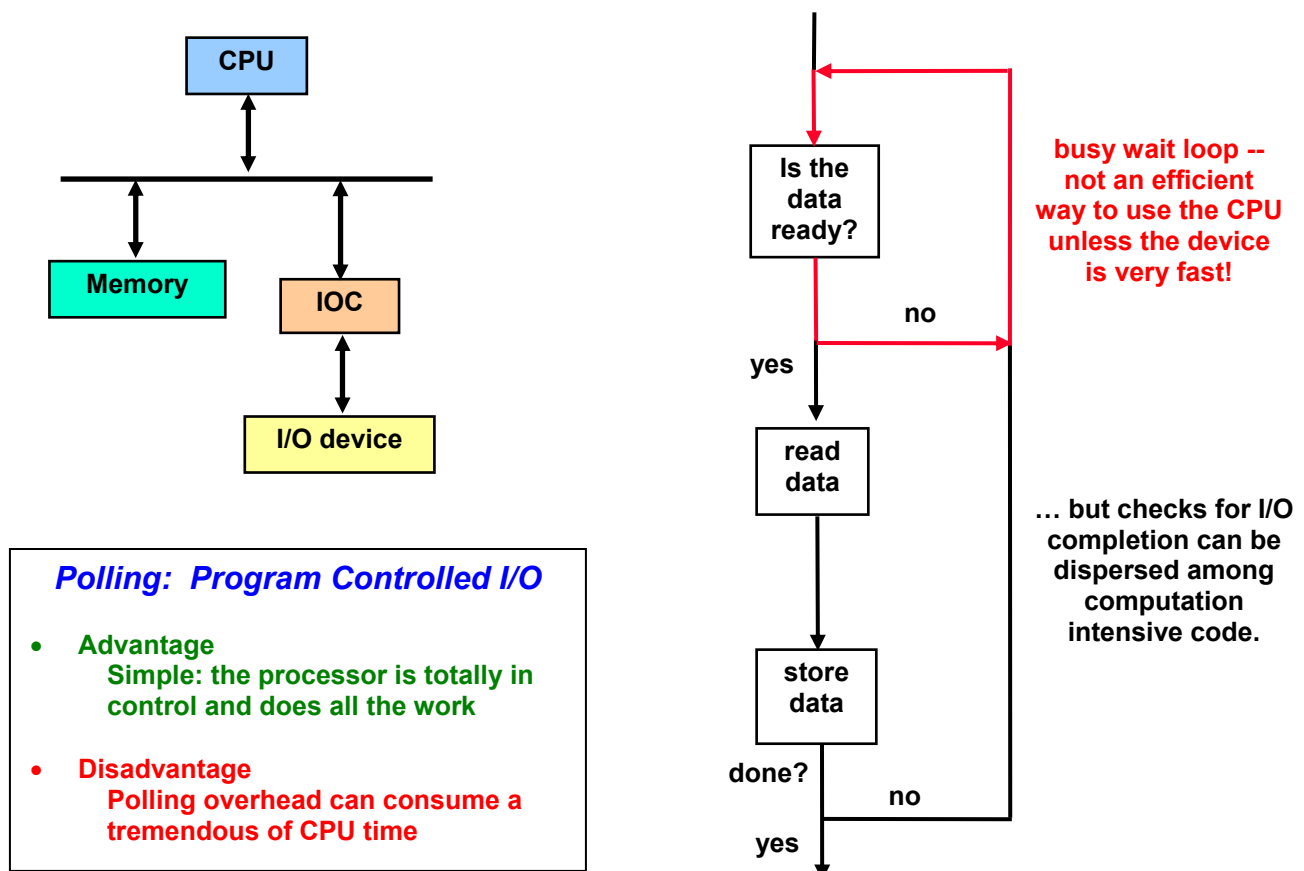 CPU
Memory
IOC
I/O device
Polling:  Program Controlled I/O
• Advantage
Simple: the processor is totally in
control and does all the work
• Disadvantage
Polling overhead can consume a
tremendous of CPU time
Is the
data
ready?
no
yes
read
data
store
data
done?
no
yes
busy wait loop --
not an efficient
way to use the CPU
unless the device
is very fast!
… but checks for I/O
completion can be
dispersed among
computation
intensive code.